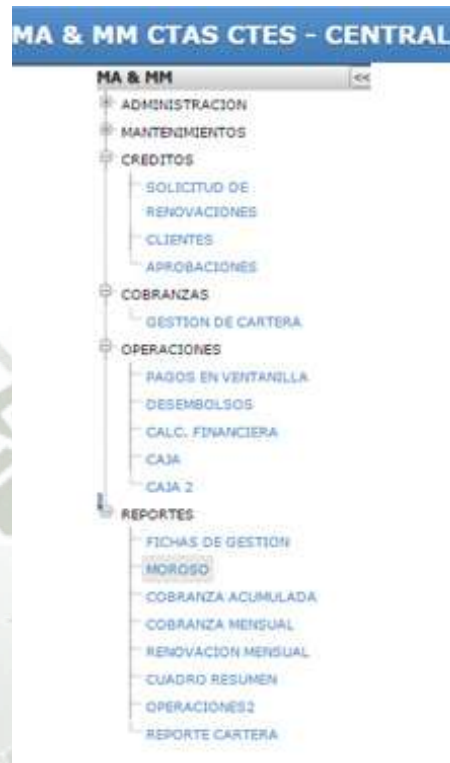 MA & MM CTAS CTES - CENTRAL
MA & MM
<<
ADMINISTRACION
MANTENIMIENTOS
CREDITOS
SOLICITUD DE
RENOVACIONES
CLIENTES
APROBACIONES
COBRANZAS
GESTION DE CARTERA
OPERACIONES
PAGOS EN VENTANILLA
DESEMBOLSOS
CALC. FINANCIERA
CAJA
CAJA 2
REPORTES
FICHAS DE GESTION
MOROSO
COBRANZA ACUMULADA
COBRANZA MENSUAL
RENOVACION MENSUAL
CUADRO RESUMEN
OPERACIONES2
REPORTE CARTERA